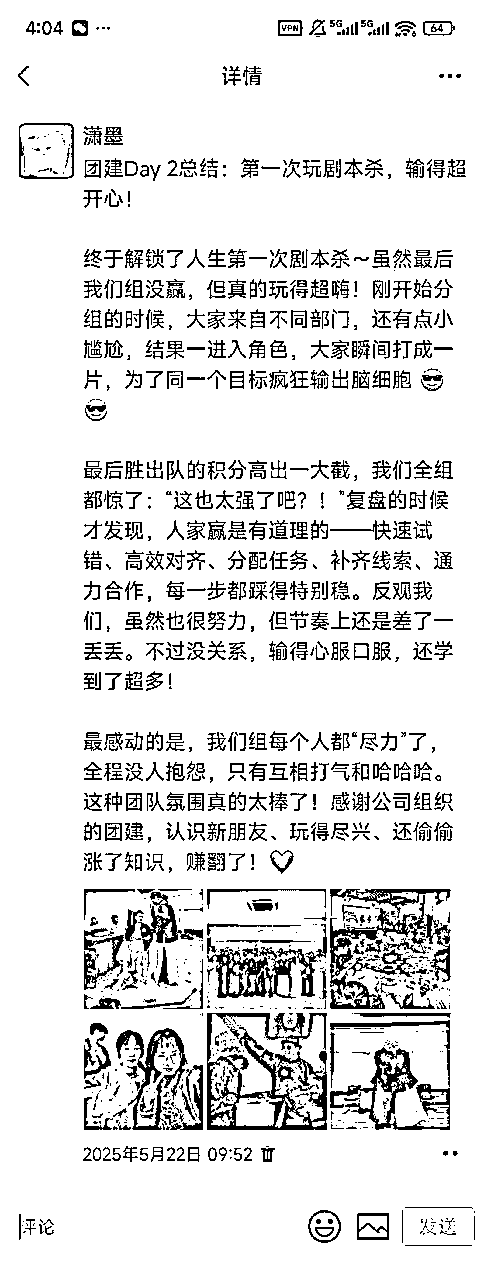 4:04 ··· VPN 5G 5G 64
详情
潇墨
团建Day 2总结：第一次玩剧本杀，输得超
开心！
终于解锁了人生第一次剧本杀～虽然最后
我们组没赢，但真的玩得超嗨！刚开始分
组的时候，大家来自不同部门，还有点小
尴尬，结果一进入角色，大家瞬间打成一
片，为了同一个目标疯狂输出脑细胞 😎
😎
最后胜出队的积分高出一大截，我们全组
都惊了：“这也太强了吧？！”复盘的时候
才发现，人家赢是有道理的——快速试
错、高效对齐、分配任务、补齐线索、通
力合作，每一步都踩得特别稳。反观我
们，虽然也很努力，但节奏上还是差了一
丢丢。不过没关系，输得心服口服，还学
到了超多！
最感动的是，我们组每个人都“尽力”了，
全程没人抱怨，只有互相打气和哈哈哈。
这种团队氛围真的太棒了！感谢公司组织
的团建，认识新朋友、玩得尽兴、还偷偷
涨了知识，赚翻了！♡
2025年5月22日 09:52
评论
发送